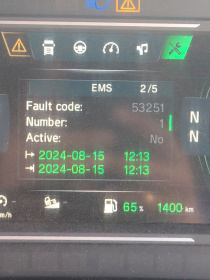 EMS 2/5
Fault code: 53251
Number: 1
Active: No
2024-08-15 12:13
2024-08-15 12:13
N
N
65 % 1400 km